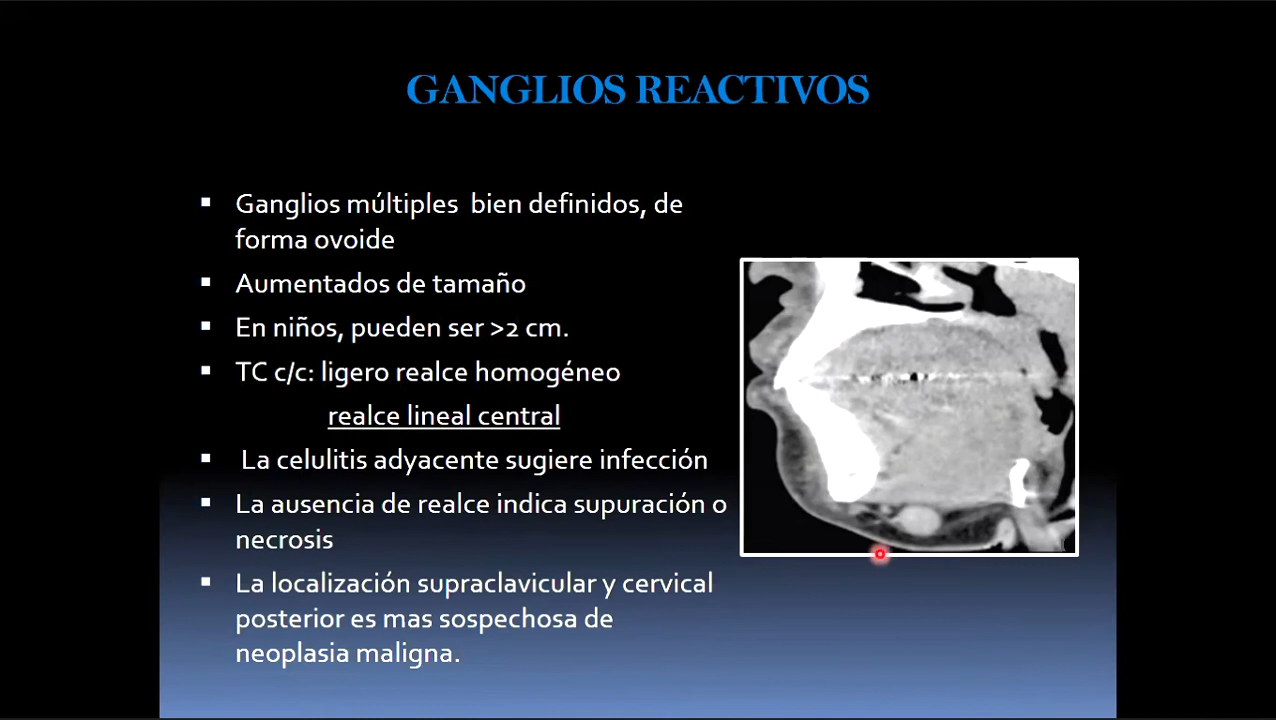 GANGLIOS REACTIVOS
Ganglios múltiples bien definidos, de
forma ovoide
Aumentados de tamaño
En niños, pueden ser >2 cm.
TC c/c: ligero realce homogéneo
realce lineal central
La celulitis adyacente sugiere infección
La ausencia de realce indica supuración o
necrosis
La localización supraclavicular y cervical
posterior es mas sospechosa de
neoplasia maligna.